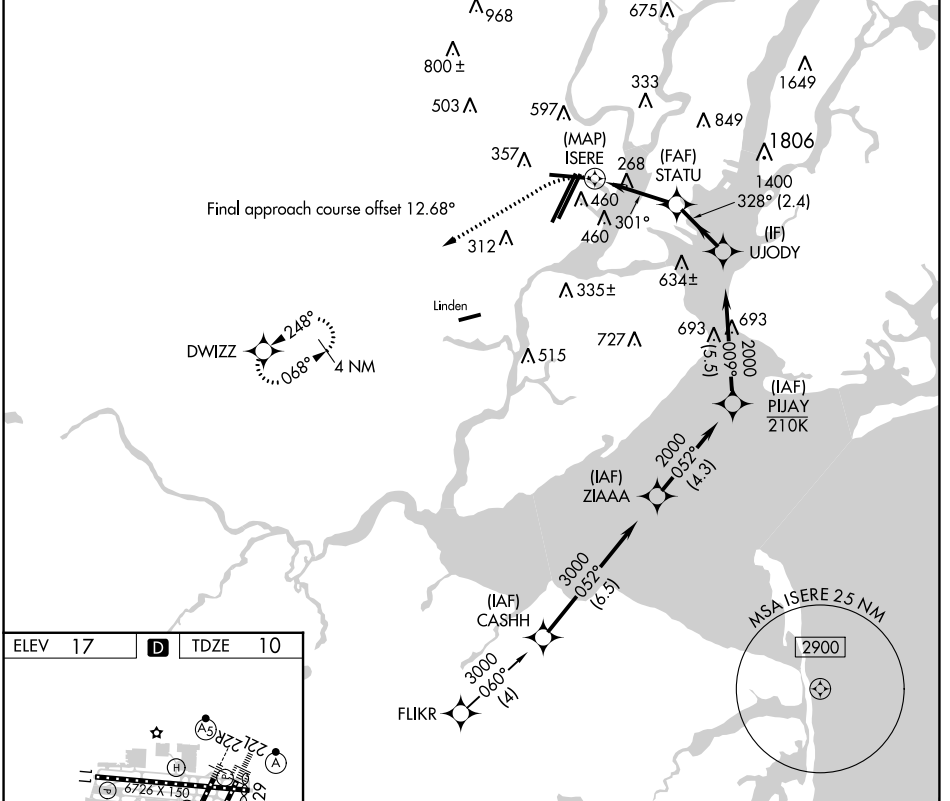 968
675
800 ±
1649
503
597
333
849
1806
(MAP)
ISERE
357
268
(FAF)
STATU
1400
328° (2.4)
460
460
301°
Final approach course offset 12.68°
312
(IF)
UJODY
634±
335±
Linden
248°
DWIZZ
068°
4 NM
515
727
693
693
2000
009°
(5.5)
(IAF)
PIJAY
210K
2000
052°
(4.3)
(IAF)
ZIAAA
3000
052°
(6.5)
(IAF)
CASHH
3000
060°
(4)
FLIKR
MSA ISERE 25 NM
2900
ELEV 17
D
TDZE 10
A5
22R
22L
A
H
11
P
6726 X 150
29